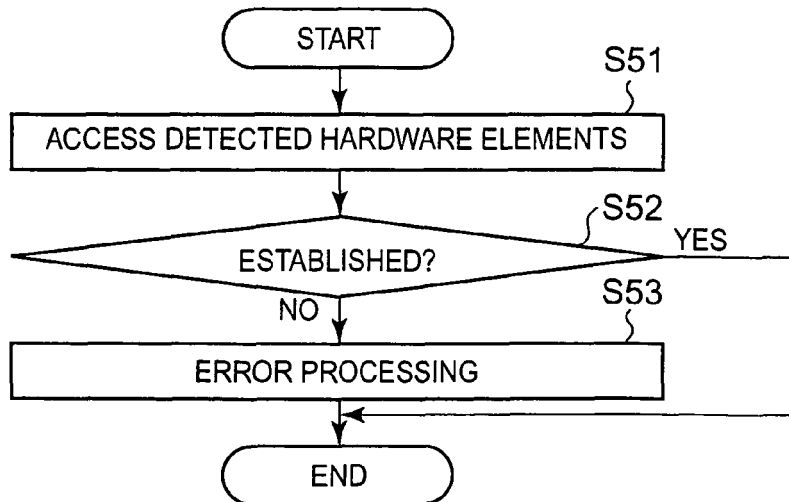 START
S51
ACCESS DETECTED HARDWARE ELEMENTS
S52
ESTABLISHED?
YES
NO
S53
ERROR PROCESSING
END